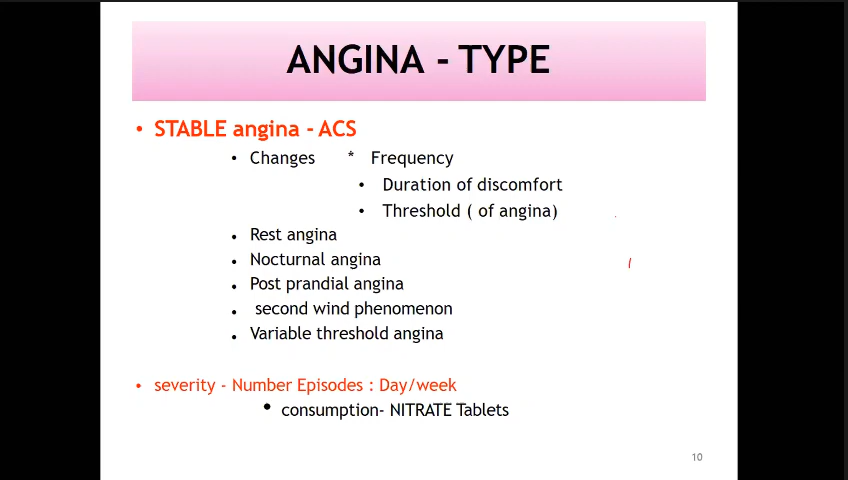 ANGINA - TYPE
• STABLE angina - ACS
• Changes * Frequency
• Duration of discomfort
• Threshold ( of angina)
• Rest angina
• Nocturnal angina
• Post prandial angina
• second wind phenomenon
• Variable threshold angina
• severity - Number Episodes : Day/week
• consumption- NITRATE Tablets
10